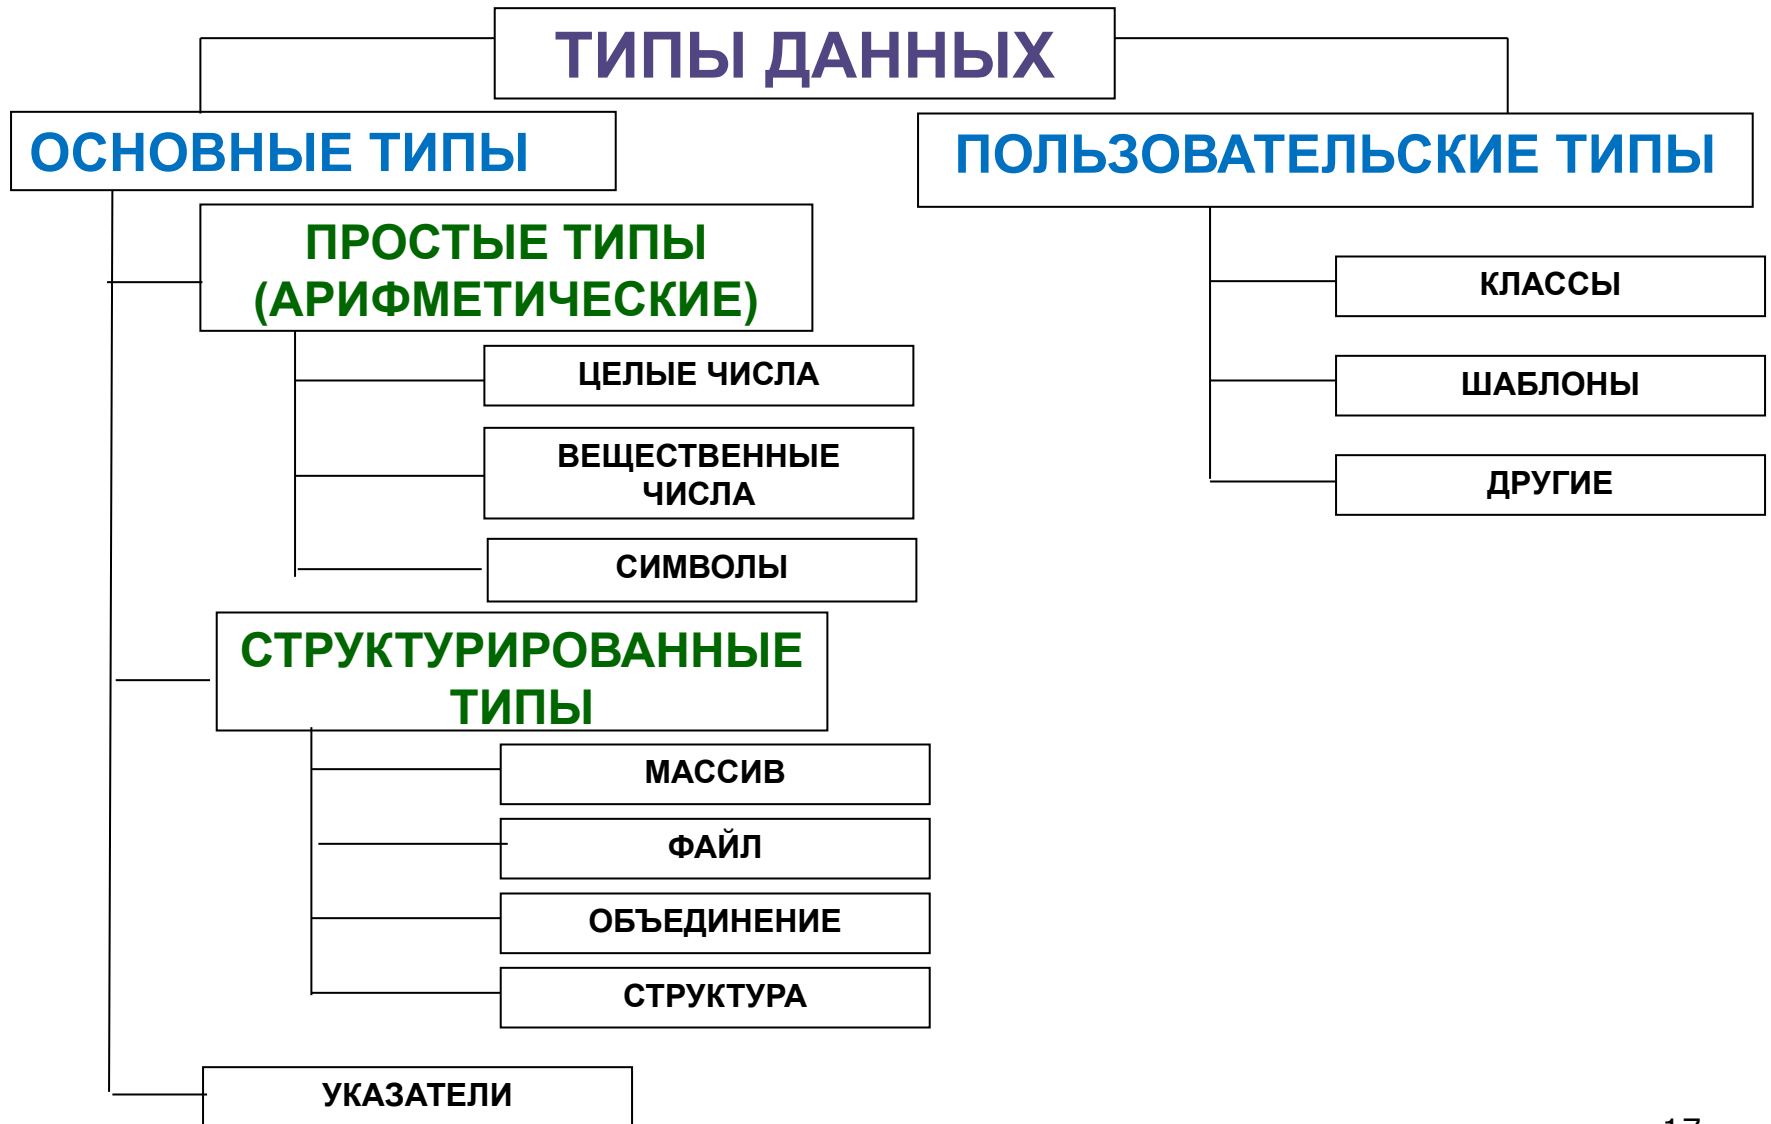 ТИПЫ ДАННЫХ
ОСНОВНЫЕ ТИПЫ
ПОЛЬЗОВАТЕЛЬСКИЕ ТИПЫ
ПРОСТЫЕ ТИПЫ
(АРИФМЕТИЧЕСКИЕ)
ЦЕЛЫЕ ЧИСЛА
ВЕЩЕСТВЕННЫЕ
ЧИСЛА
СИМВОЛЫ
СТРУКТУРИРОВАННЫЕ
ТИПЫ
МАССИВ
ФАЙЛ
ОБЪЕДИНЕНИЕ
СТРУКТУРА
УКАЗАТЕЛИ
КЛАССЫ
ШАБЛОНЫ
ДРУГИЕ